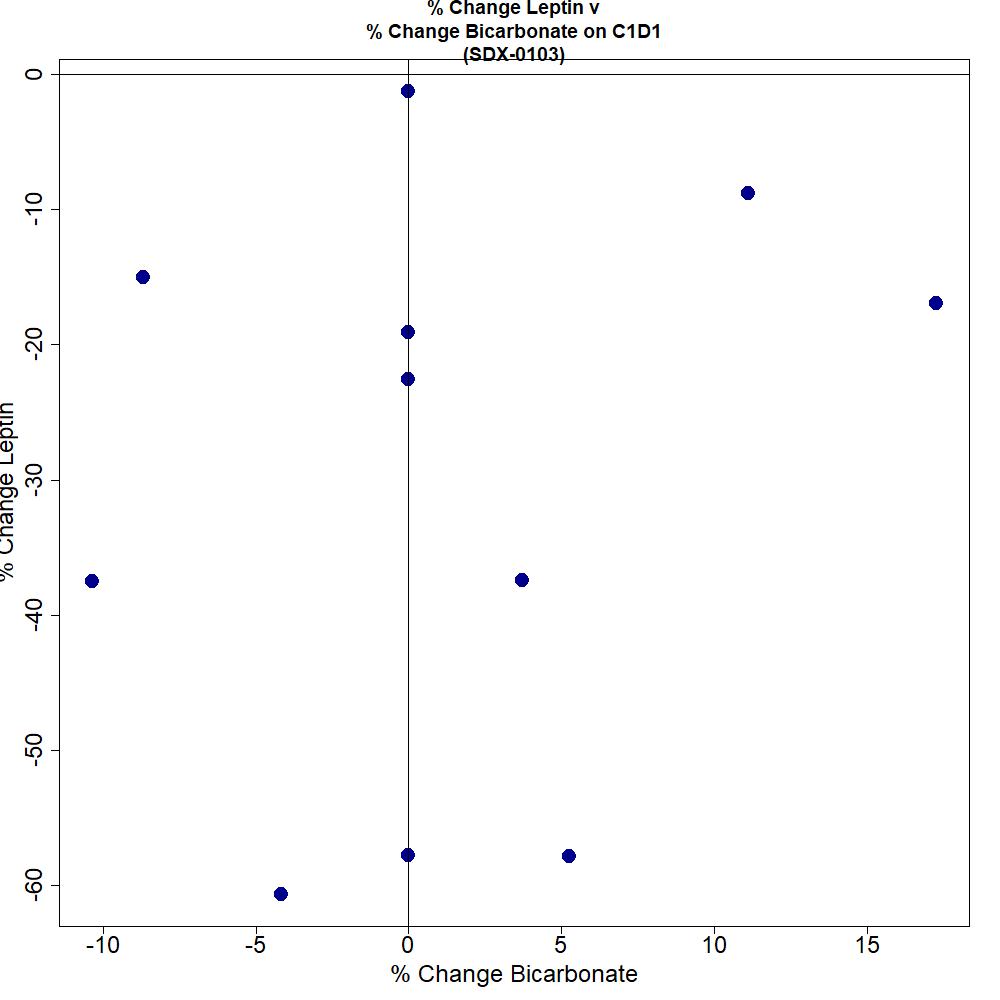 % Change Leptin v
% Change Bicarbonate on C1D1
(SDX-0103)
0
-10
-20
-30
-40
-50
-60
% Change Leptin
-10
-5
0
5
10
15
% Change Bicarbonate